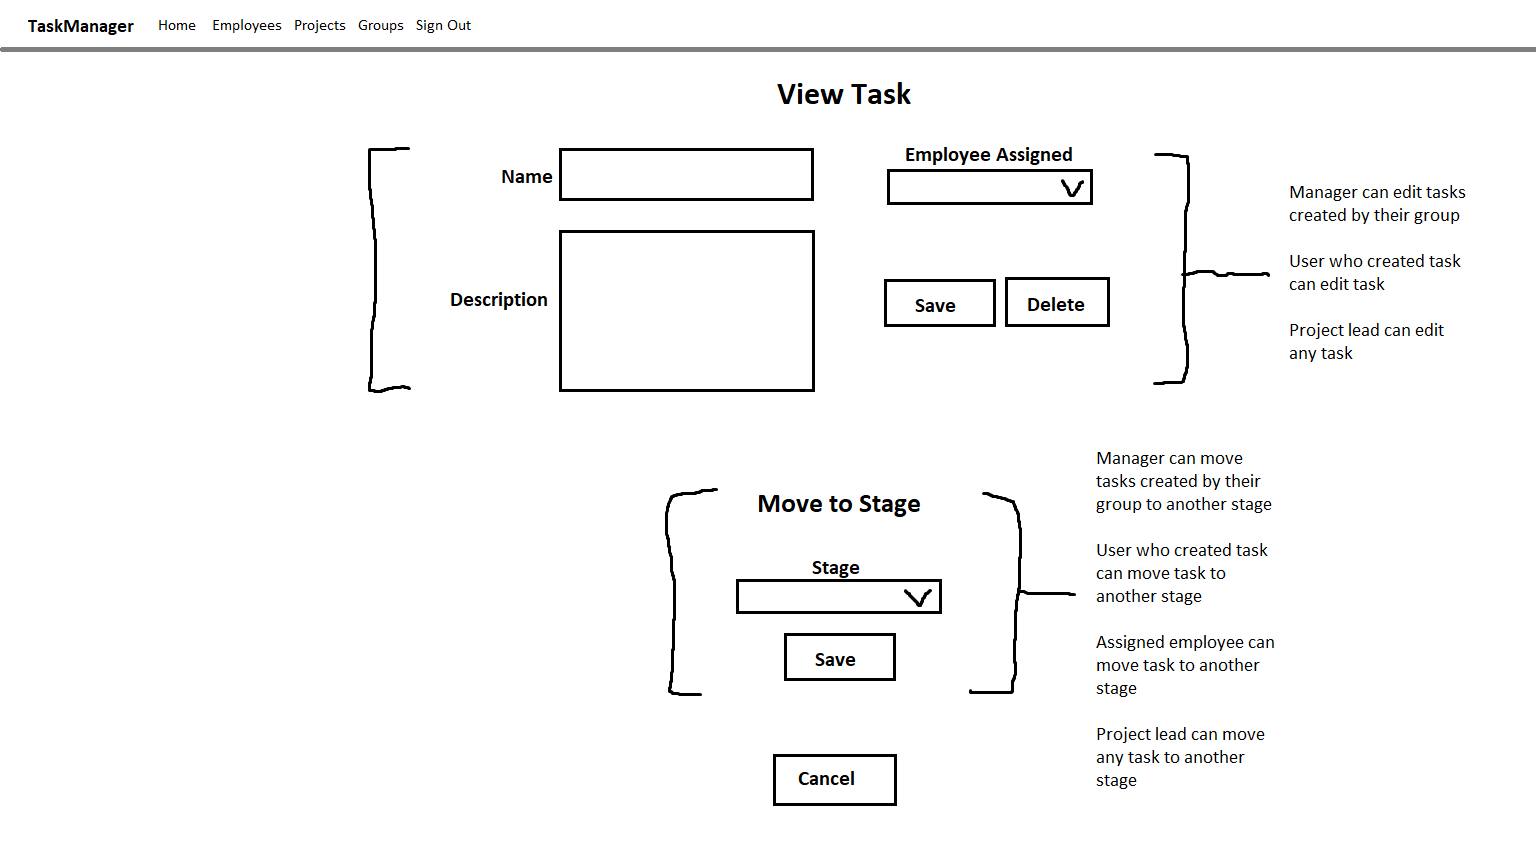 TaskManager Home Employees Projects Groups Sign Out
View Task
Name
Employee Assigned
Description
Save
Delete
Manager can edit tasks
created by their group
User who created task
can edit task
Project lead can edit
any task
Move to Stage
Stage
Save
Cancel
Manager can move
tasks created by their
group to another stage
User who created task
can move task to
another stage
Assigned employee can
move task to another
stage
Project lead can move
any task to another
stage